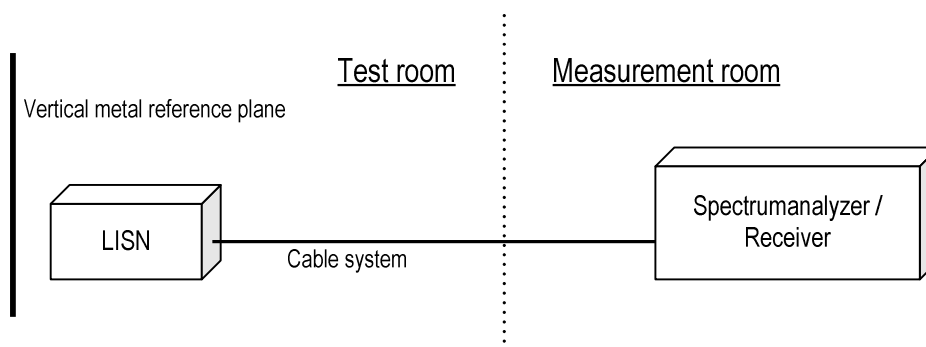 Test room
Measurement room
Vertical metal reference plane
LISN
Cable system
Spectrumanalyzer /
Receiver